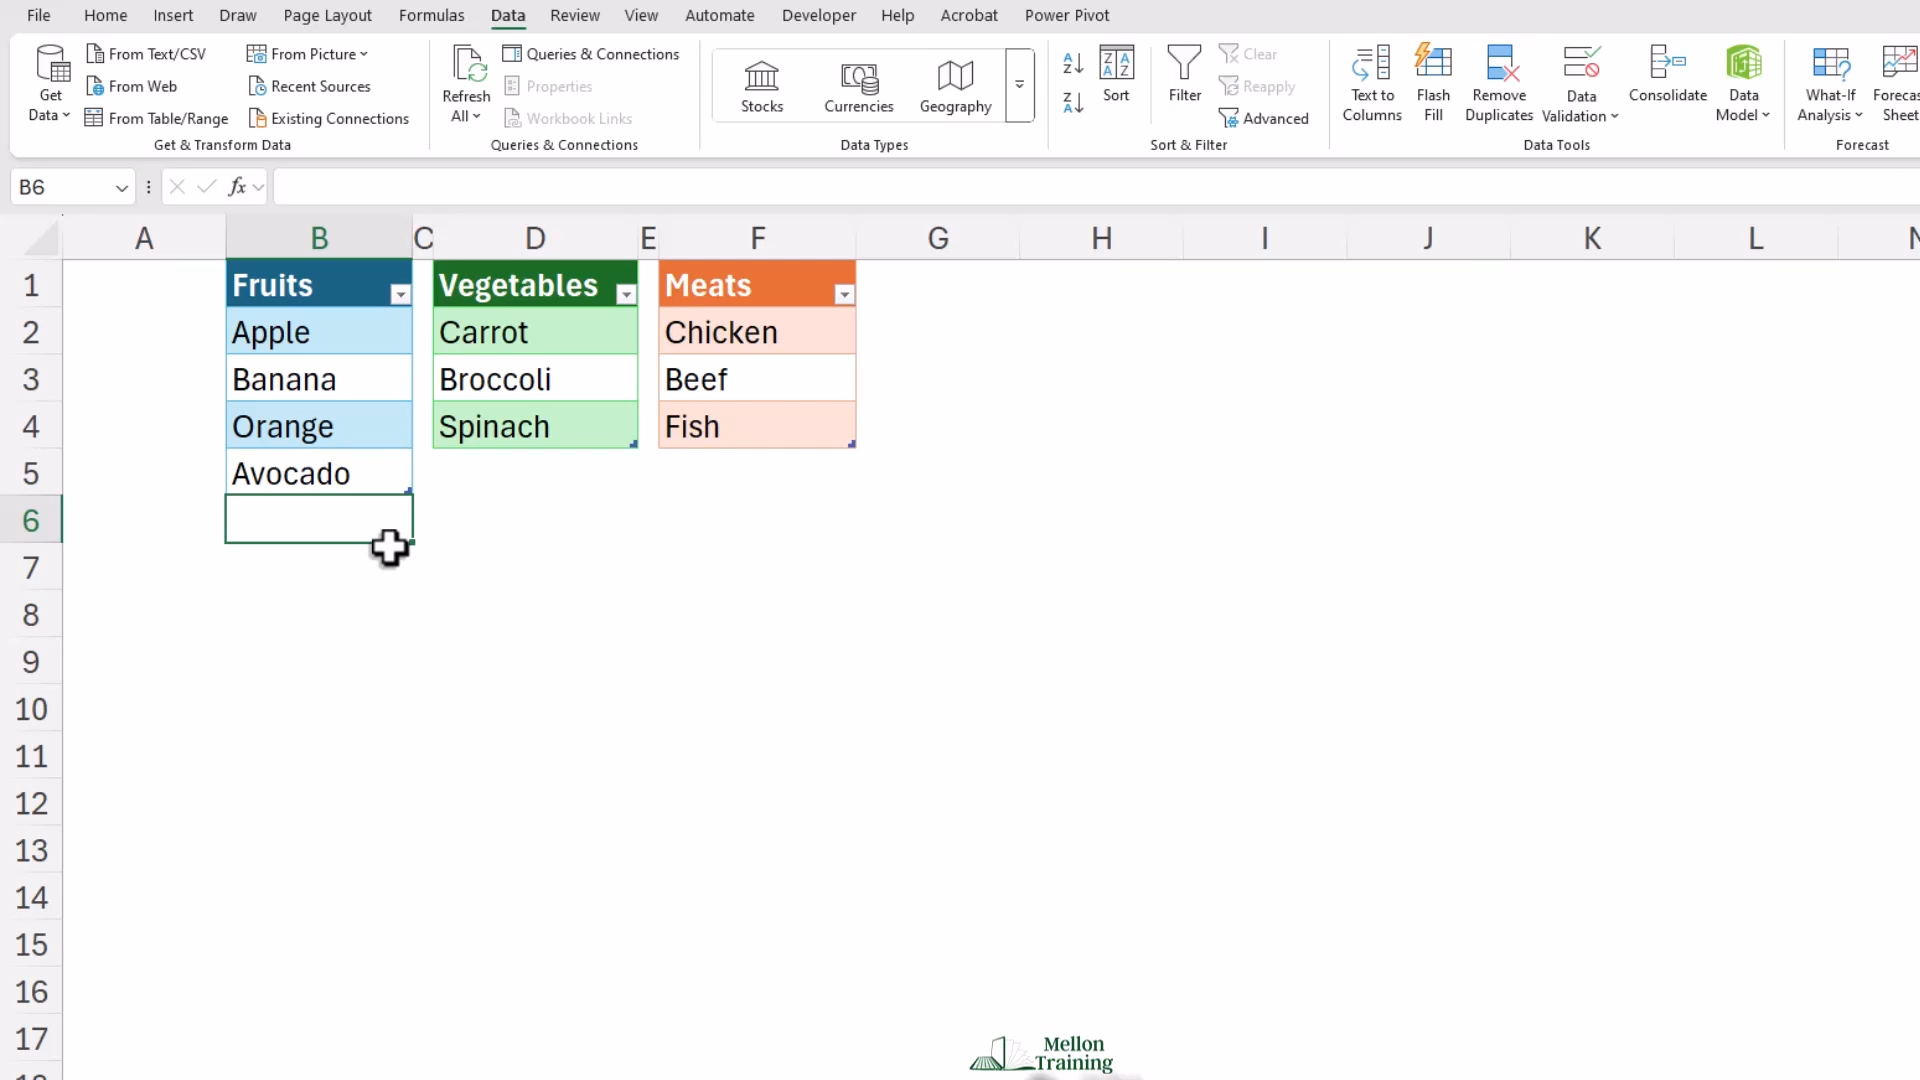 File Home Insert Draw Page Layout Formulas Data Review View Automate Developer Help Acrobat Power Pivot
Get Data
From Text/CSV
From Web
From Table/Range
From Picture
Recent Sources
Existing Connections
Get & Transform Data
Refresh All
Queries & Connections
Properties
Workbook Links
Queries & Connections
Stocks
Currencies
Geography
Data Types
Sort
Filter
Clear
Reapply
Advanced
Sort & Filter
Text to Columns
Flash Fill
Remove Duplicates
Data Validation
Consolidate
Data Model
Data Tools
What-If Analysis
Forecas
Sheet
Forecast
B6
fx
A B C D E F G H I J K L
1 Fruits Vegetables Meats
2 Apple Carrot Chicken
3 Banana Broccoli Beef
4 Orange Spinach Fish
5 Avocado
6
7
8
9
10
11
12
13
14
15
16
17
Mellon
Training